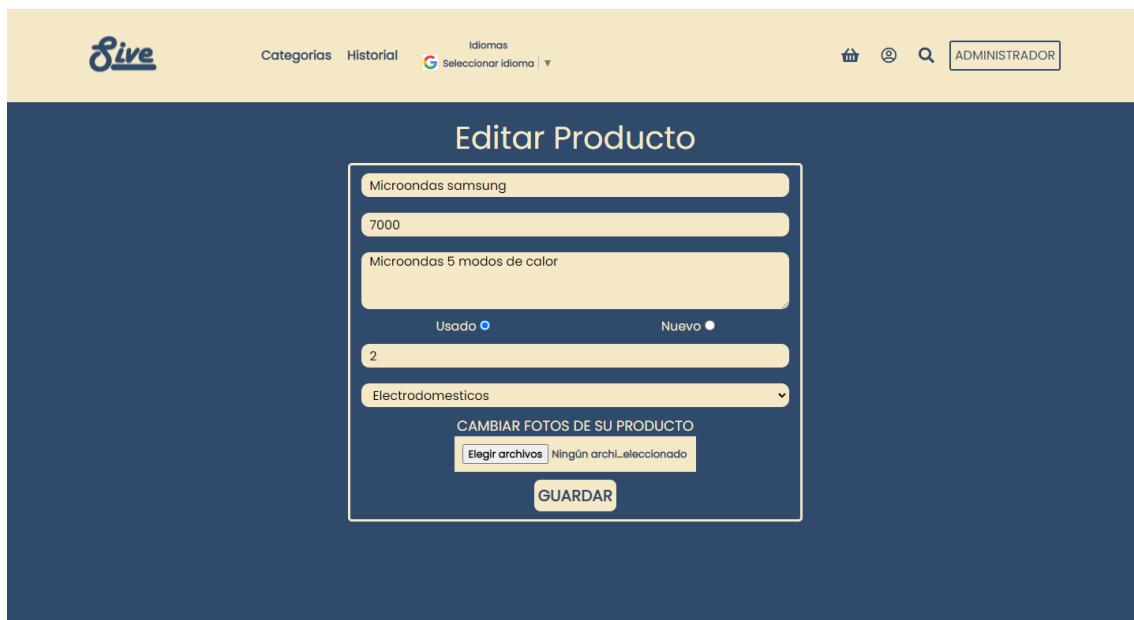 Sive
Categorias Historial
Idiomas
Seleccionar idioma ▼
ADMINISTRADOR
Editar Producto
Microondas samsung
7000
Microondas 5 modos de calor
Usado Nuevo
2
Electrodomesticos
CAMBIAR FOTOS DE SU PRODUCTO
Elegir archivos Ningún archi...eleccionado
GUARDAR